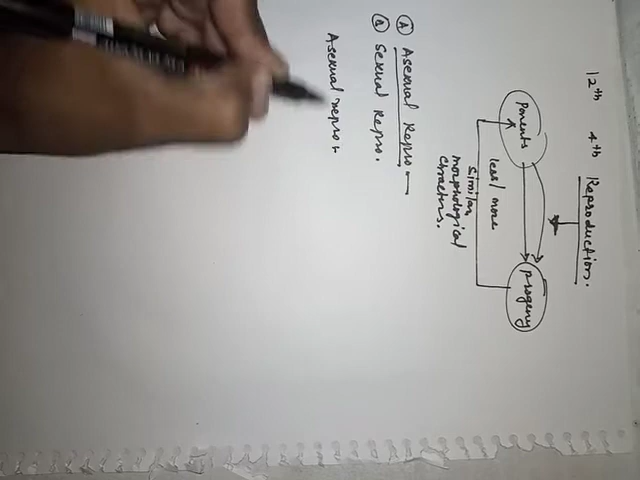 12th 4th Reproduction.
Parents Progeny
less/more
Similar
morphological
Characters.
A Asexual Repro -
B Sexual Repro.
Asexual repro